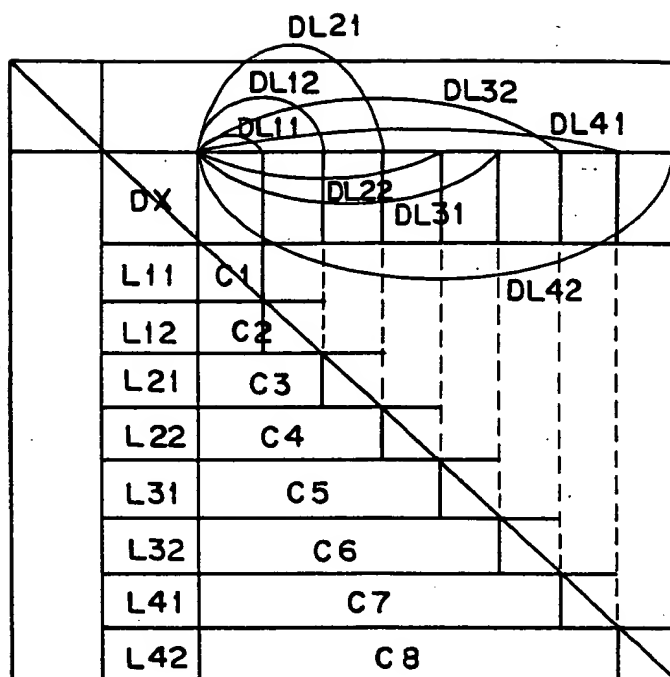 DL21
DL12
DL32
DL11
DL41
DX
DL22
DL31
DL42
L11 C1
L12 C2
L21 C3
L22 C4
L31 C5
L32 C6
L41 C7
L42 C8